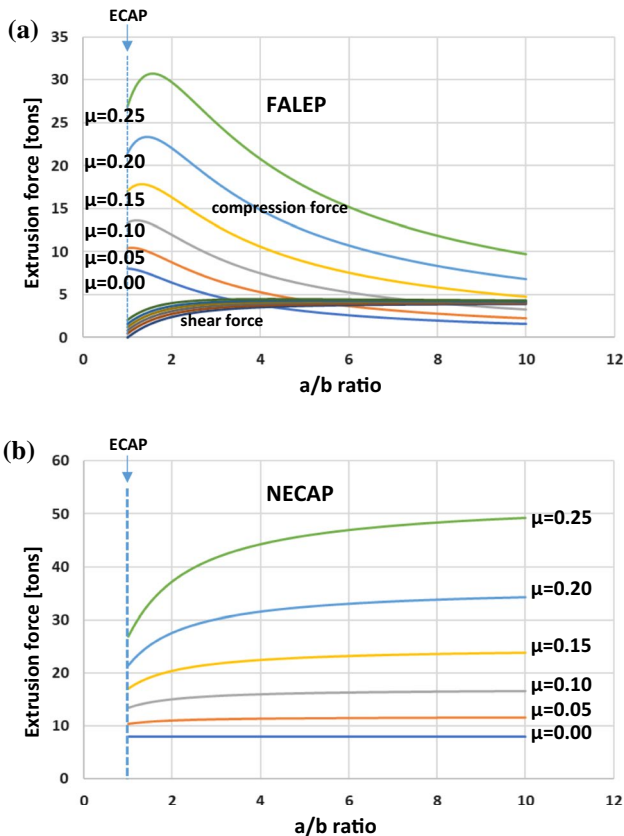 (a)
ECAP
35
30
25
20
15
10
5
0
Extrusion force [tons]
FALEP
μ=0.25
μ=0.20
μ=0.15
μ=0.10
μ=0.05
μ=0.00
compression force
shear force
0 2 4 6 8 10 12
a/b ratio
(b)
ECAP
60
50
40
30
20
10
0
Extrusion force [tons]
NECAP
μ=0.25
μ=0.20
μ=0.15
μ=0.10
μ=0.05
μ=0.00
0 2 4 6 8 10 12
a/b ratio